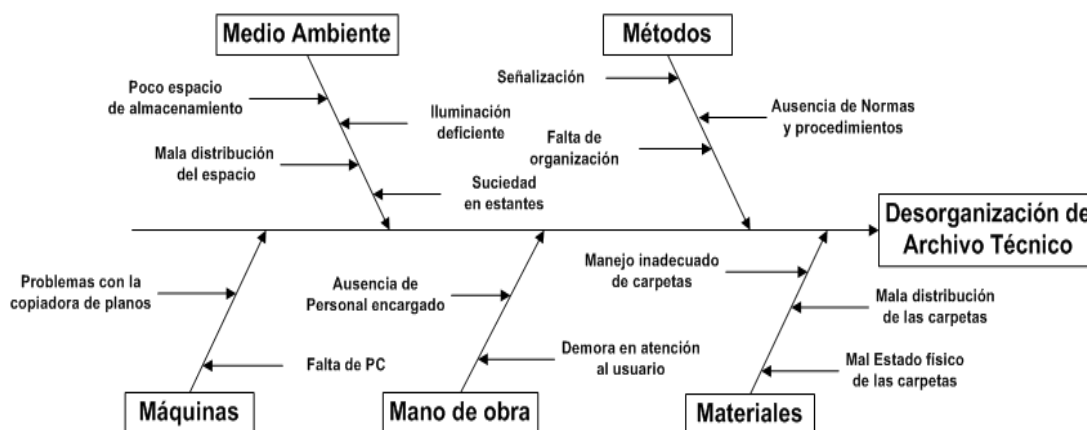 Medio Ambiente
Métodos
Señalización
Poco espacio
de almacenamiento
Iluminación
deficiente
Ausencia de Normas
y procedimientos
Mala distribución
del espacio
Falta de
organización
Suciedad
en estantes
Desorganización de
Archivo Técnico
Problemas con la
copiadora de planos
Ausencia de
Personal encargado
Manejo inadecuado
de carpetas
Mala distribución
de las carpetas
Falta de PC
Demora en atención
al usuario
Mal Estado físico
de las carpetas
Máquinas
Mano de obra
Materiales